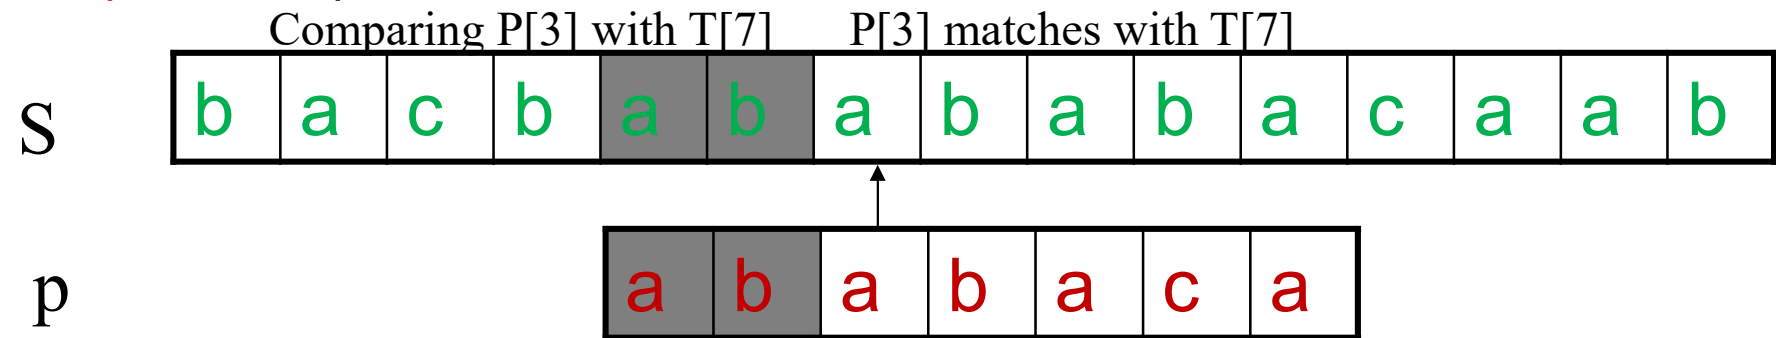 Comparing P[3] with T[7] P[3] matches with T[7]
S b a c b a b a b a b a c a a b
p a b a b a c a